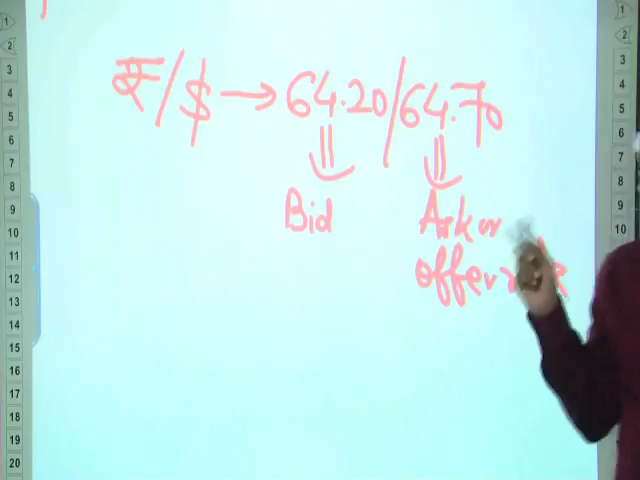 ₹/$ → 64.20/64.70
Bid
Ask or
offer